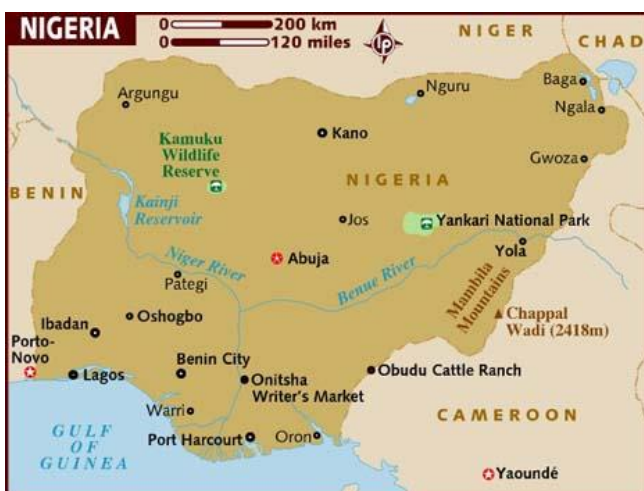 NIGERIA
0 200 km
0 120 miles
LP
NIGER
CHAD
Argungu
Nguru
Baga
Ngala
Kano
Kamuku
Wildlife
Reserve
Gwoza
BENIN
NIGERIA
Kainji
Reservoir
Jos
Yankari National Park
Yola
Abuja
Niger River
Benue River
Pategi
Mambila
Mountains
Chappal
Wadi (2418m)
Oshogbo
Ibadan
Porto-
Novo
Lagos
Benin City
Onitsha
Writer's Market
Obudu Cattle Ranch
Warri
CAMEROON
GULF
OF
GUINEA
Port Harcourt
Oron
Yaoundé